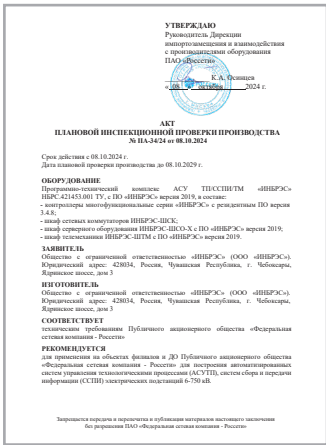 УТВЕРЖДАЮ
Руководитель Дирекции
импортозамещения и взаимодействия
с производителями оборудования
ПАО «Россети»
К.А. Осинцев
« 08 » октября 2024 г.
АКТ
ПЛАНОВОЙ ИНСПЕКЦИОННОЙ ПРОВЕРКИ ПРОИЗВОДСТВА
№ ПА-34/24 от 08.10.2024
Срок действия с 08.10.2024 г.
Дата плановой проверки производства до 08.10.2029 г.
ОБОРУДОВАНИЕ
Программно-технический комплекс АСУ ТП/ССПИ/ТМ «ИНБРЭС»
НБРС.421453.001 ТУ, с ПО «ИНБРЭС» версия 2019, в составе:
- контроллеры многофункциональные серии «ИНБРЭС» с резидентным ПО версия
3.4.8;
- шкаф сетевых коммутаторов ИНБРЭС-ШСК;
- шкаф серверного оборудования ИНБРЭС-ШСО-Х с ПО «ИНБРЭС» версия 2019;
- шкаф телемеханики ИНБРЭС-ШТМ с ПО «ИНБРЭС» версия 2019.
ЗАЯВИТЕЛЬ
Общество с ограниченной ответственностью «ИНБРЭС» (ООО «ИНБРЭС»).
Юридический адрес: 428034, Россия, Чувашская Республика, г. Чебоксары,
Ядринское шоссе, дом 3
ИЗГОТОВИТЕЛЬ
Общество с ограниченной ответственностью «ИНБРЭС» (ООО «ИНБРЭС»).
Юридический адрес: 428034, Россия, Чувашская Республика, г. Чебоксары,
Ядринское шоссе, дом 3
СООТВЕТСТВУЕТ
техническим требованиям Публичного акционерного общества «Федеральная
сетевая компания - Россети»
РЕКОМЕНДУЕТСЯ
для применения на объектах филиалов и ДО Публичного акционерного общества
«Федеральная сетевая компания - Россети» для построения автоматизированных
систем управления технологическими процессами (АСУТП), систем сбора и передачи
информации (ССПИ) электрических подстанций 6-750 кВ.
Запрещается передача и перепечатка и публикация материалов настоящего заключения
без разрешения ПАО «Федеральная сетевая компания - Россети»